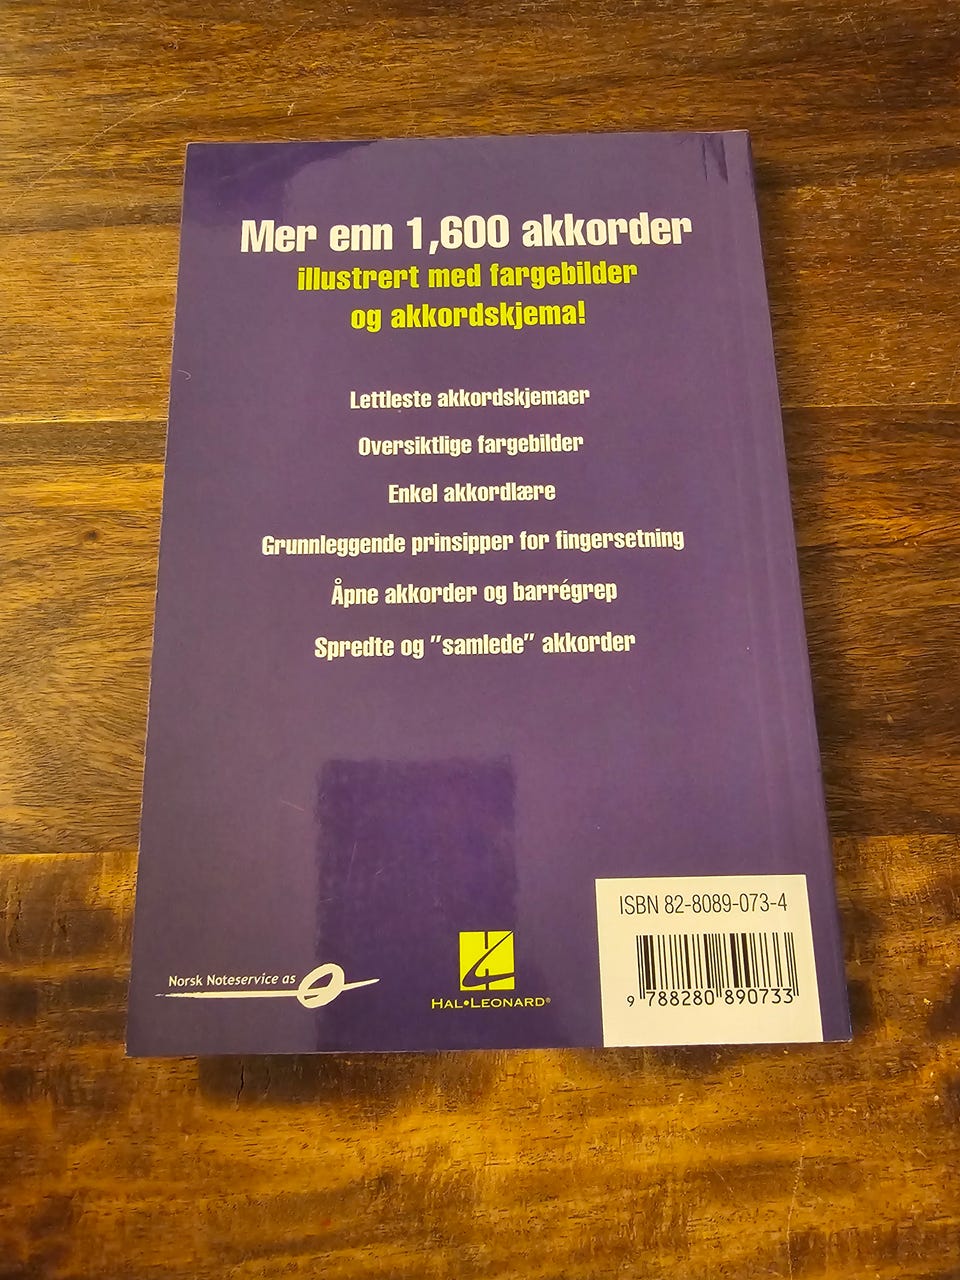 Mer enn 1,600 akkorder
illustrert med fargebilder
og akkordskjema!
Lettleste akkordskjemaer
Oversiktlige fargebilder
Enkel akkordlære
Grunnleggende prinsipper for fingersetning
Åpne akkorder og barrégrep
Spredte og ”samlede” akkorder
ISBN 82-8089-073-4
9 788280 890733
Norsk Noteservice as
HAL•LEONARD®